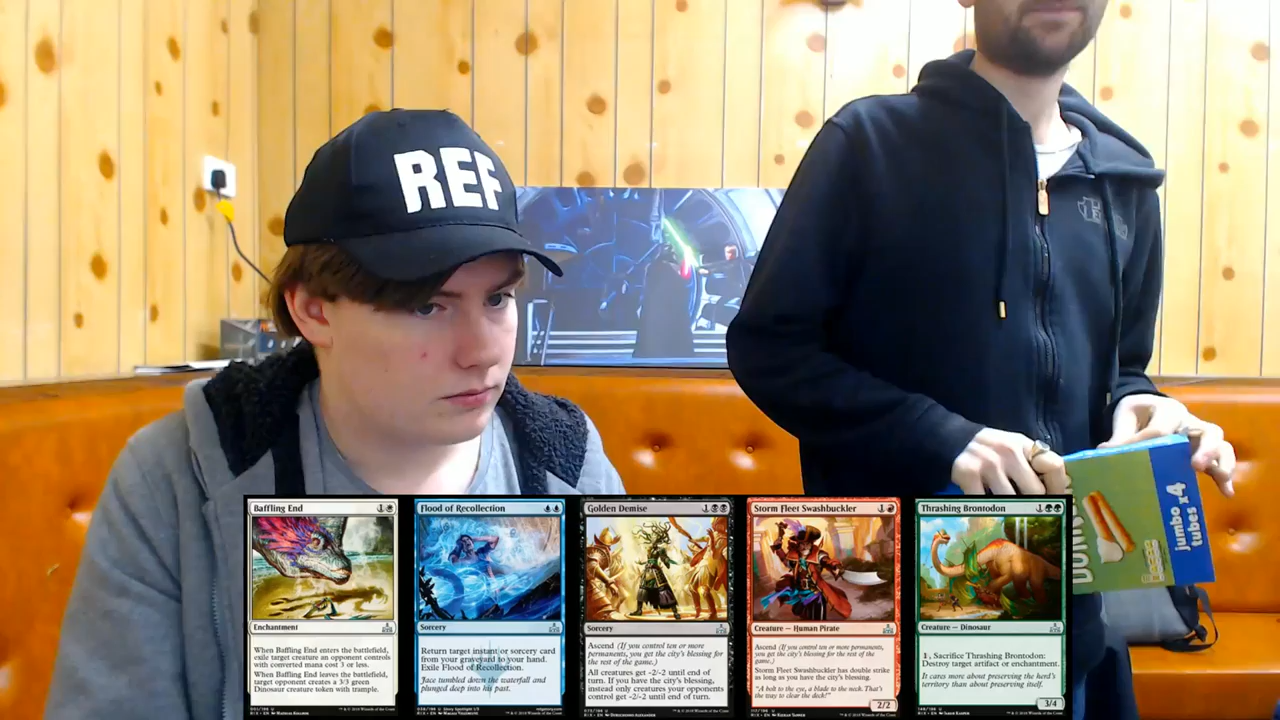 REF
jumbo x4
tubes
Baffling End 1
Enchantment
When Baffling End enters the battlefield,
exile target creature an opponent controls
with converted mana cost 3 or less.
When Baffling End leaves the battlefield,
target opponent creates a 3/3 green
Dinosaur creature token with trample.
Flood of Recollection
Sorcery
Return target instant or sorcery card
from your graveyard to your hand.
Exile Flood of Recollection.
Jace tumbled down the waterfall and
plunged deep into his past.
Golden Demise 1
Sorcery
Ascend (If you control ten or more
permanents, you get the city's blessing for
the rest of the game.)
All creatures get -2/-2 until end of
turn. If you have the city's blessing,
instead only creatures your opponents
control get -2/-2 until end of turn.
Storm Fleet Swashbuckler 1
Creature — Human Pirate
Ascend (If you control ten or more permanents,
you get the city's blessing for the rest of the
game.)
Storm Fleet Swashbuckler has double strike
as long as you have the city's blessing.
"A bolt to the eye, a blade to the neck. That's
the way to clear the deck!"
2/2
Thrashing Brontodon 1
Creature — Dinosaur
1, Sacrifice Thrashing Brontodon:
Destroy target artifact or enchantment.
It cares more about preserving the herd's
territory than about preserving itself.
3/4